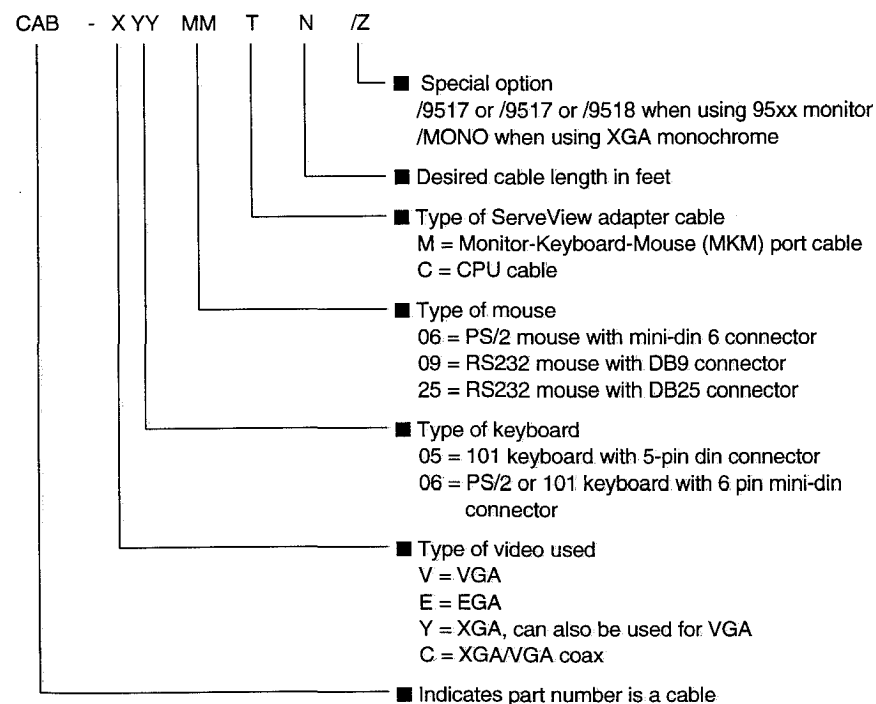 CAB - X YY MM T N /Z
■ Special option
/9517 or /9517 or /9518 when using 95xx monitor
/MONO when using XGA monochrome
■ Desired cable length in feet
■ Type of ServeView adapter cable
M = Monitor-Keyboard-Mouse (MKM) port cable
C = CPU cable
■ Type of mouse
06 = PS/2 mouse with mini-din 6 connector
09 = RS232 mouse with DB9 connector
25 = RS232 mouse with DB25 connector
■ Type of keyboard
05 = 101 keyboard with 5-pin din connector
06 = PS/2 or 101 keyboard with 6 pin mini-din
connector
■ Type of video used
V = VGA
E = EGA
Y = XGA, can also be used for VGA
C = XGA/VGA coax
■ Indicates part number is a cable